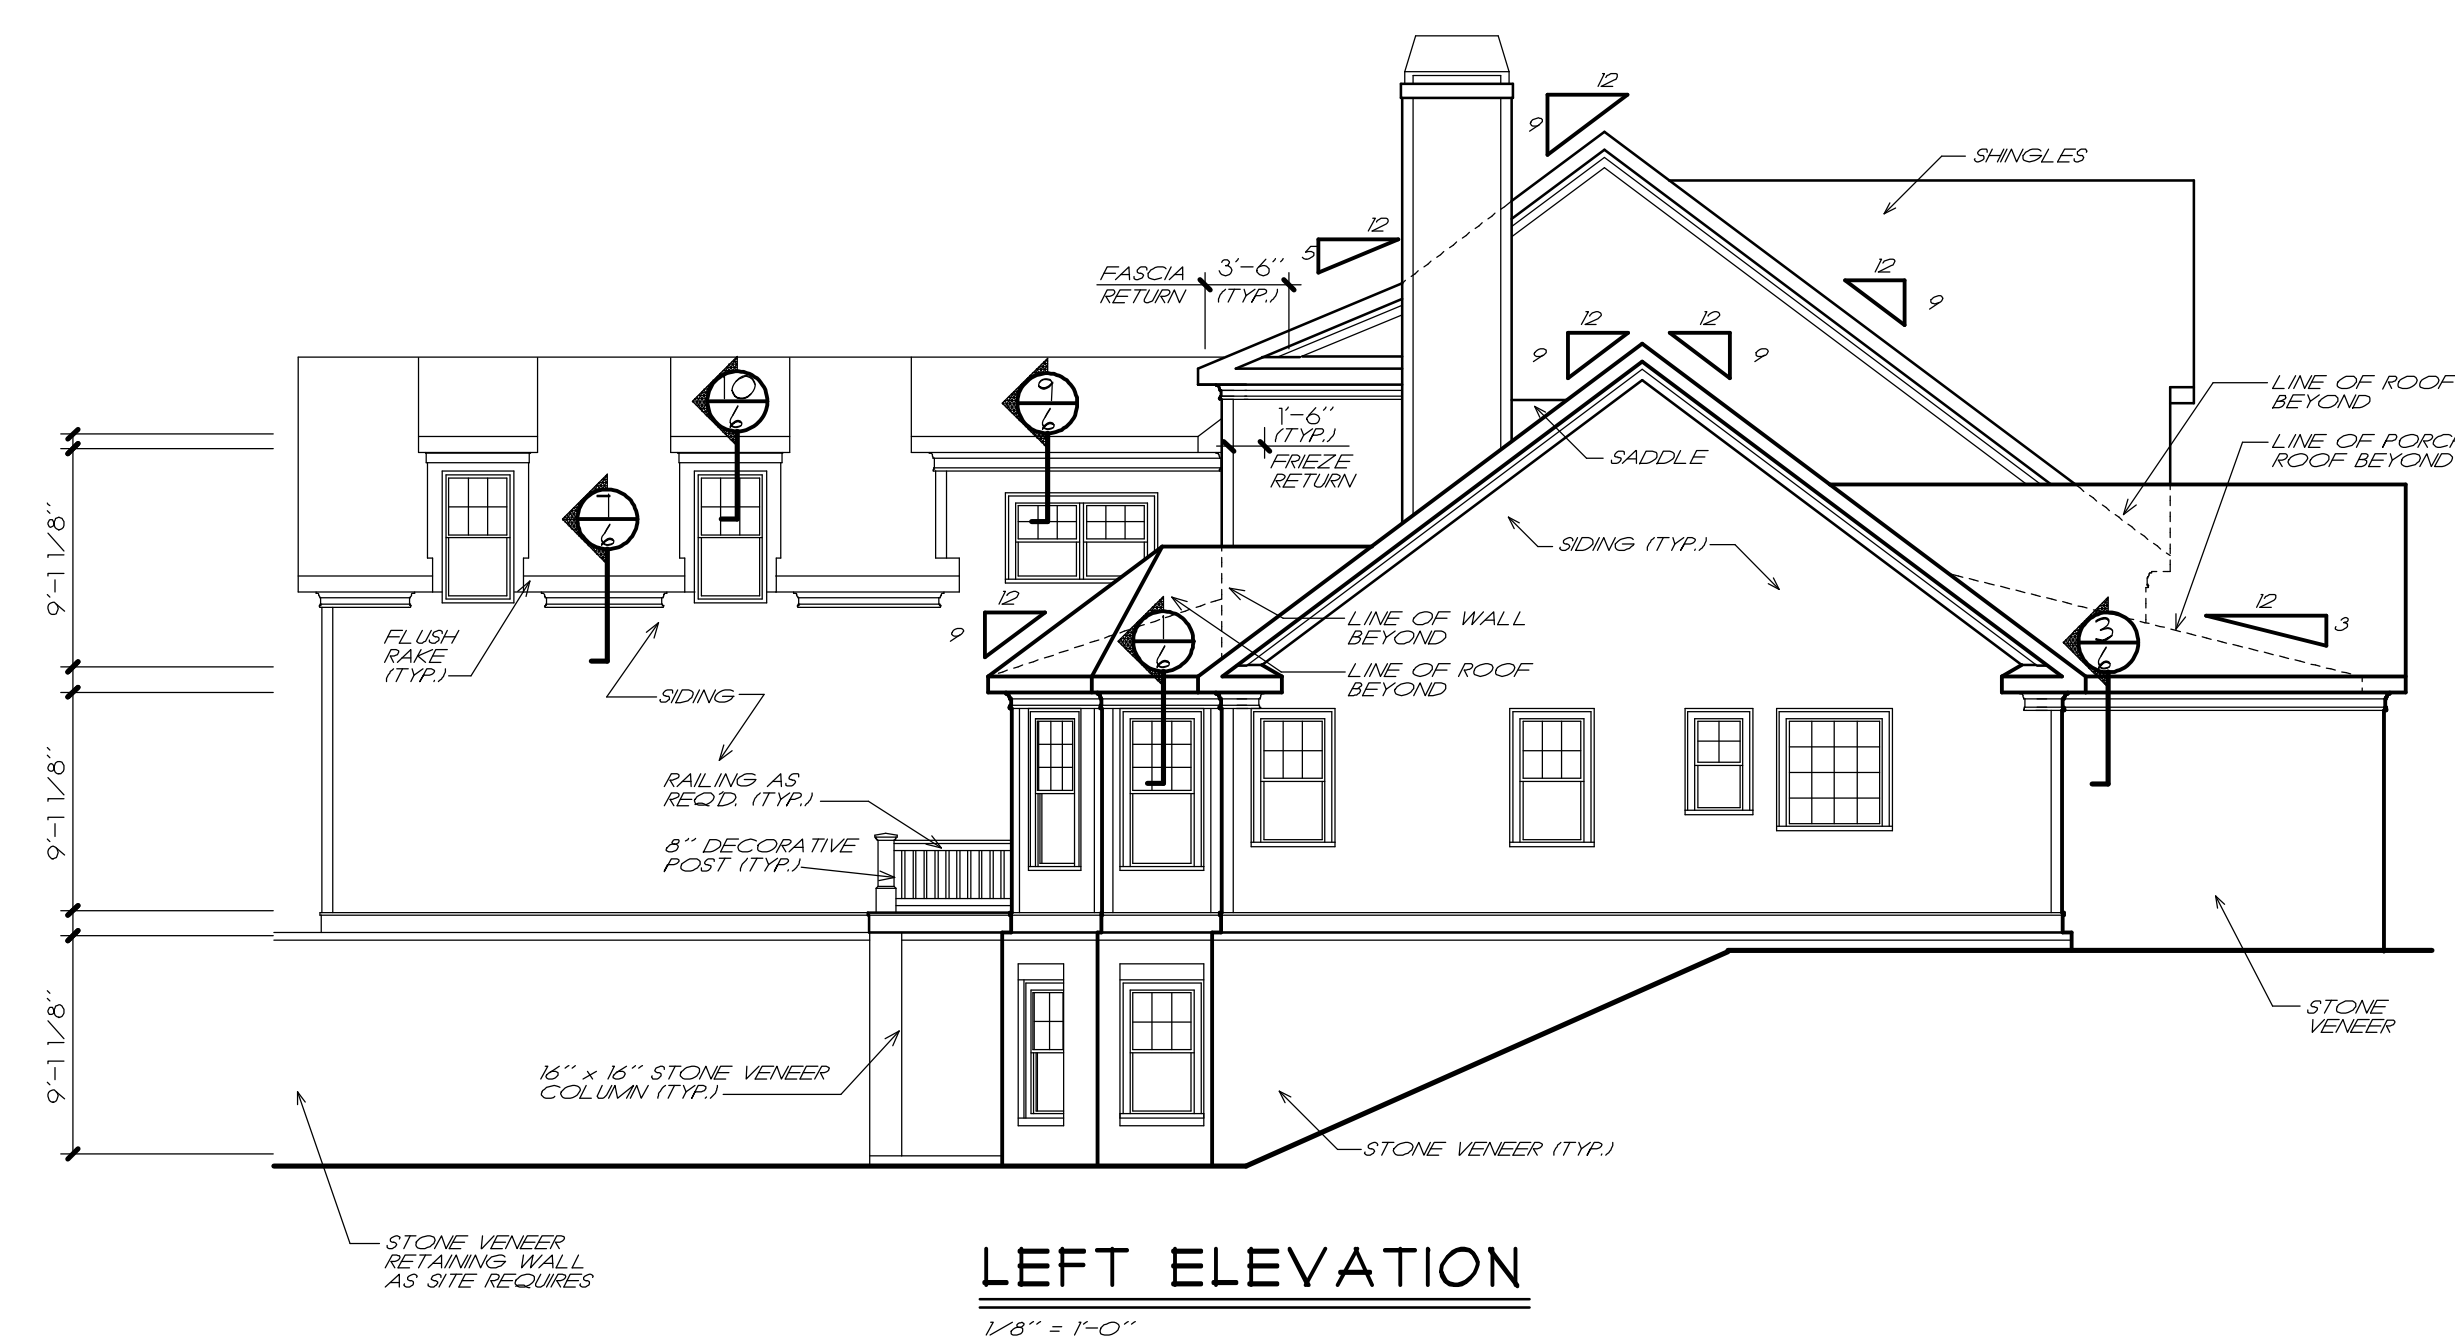 12
9
SHINGLES
12
5
FASCIA
RETURN
3'-6"
(TYP.)
12
9
12
9
12
9
10
6
9
6
1'-6"
(TYP.)
FRIEZE
RETURN
SADDLE
LINE OF ROOF
BEYOND
LINE OF PORCH
ROOF BEYOND
1
6
SIDING (TYP.)
9'-1 1/8"
12
9
FLUSH
RAKE
(TYP.)
SIDING
1
6
LINE OF WALL
BEYOND
LINE OF ROOF
BEYOND
3
6
12
3
9'-1 1/8"
RAILING AS
REQ'D. (TYP.)
8" DECORATIVE
POST (TYP.)
9'-1 1/8"
16" x 16" STONE VENEER
COLUMN (TYP.)
STONE
VENEER
STONE VENEER (TYP.)
STONE VENEER
RETAINING WALL
AS SITE REQUIRES
LEFT ELEVATION
1/8" = 1'-0"